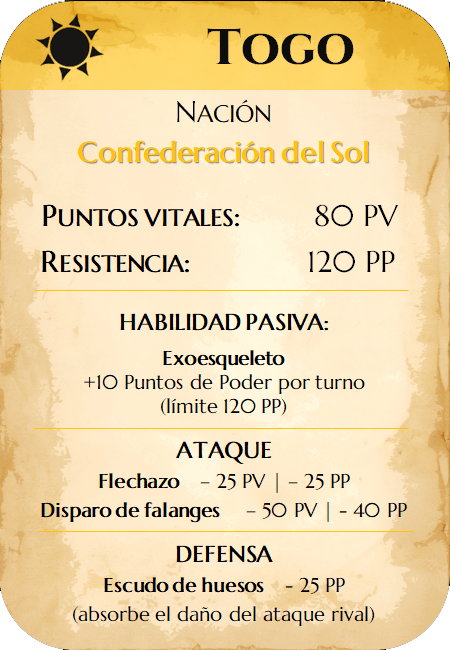 TOGO
NACIÓN
Confederación del Sol
PUNTOS VITALES: 80 PV
RESISTENCIA: 120 PP
HABILIDAD PASIVA:
Exoesqueleto
+10 Puntos de Poder por turno
(límite 120 PP)
ATAQUE
Flechazo – 25 PV | – 25 PP
Disparo de falanges – 50 PV | - 40 PP
DEFENSA
Escudo de huesos - 25 PP
(absorbe el daño del ataque rival)